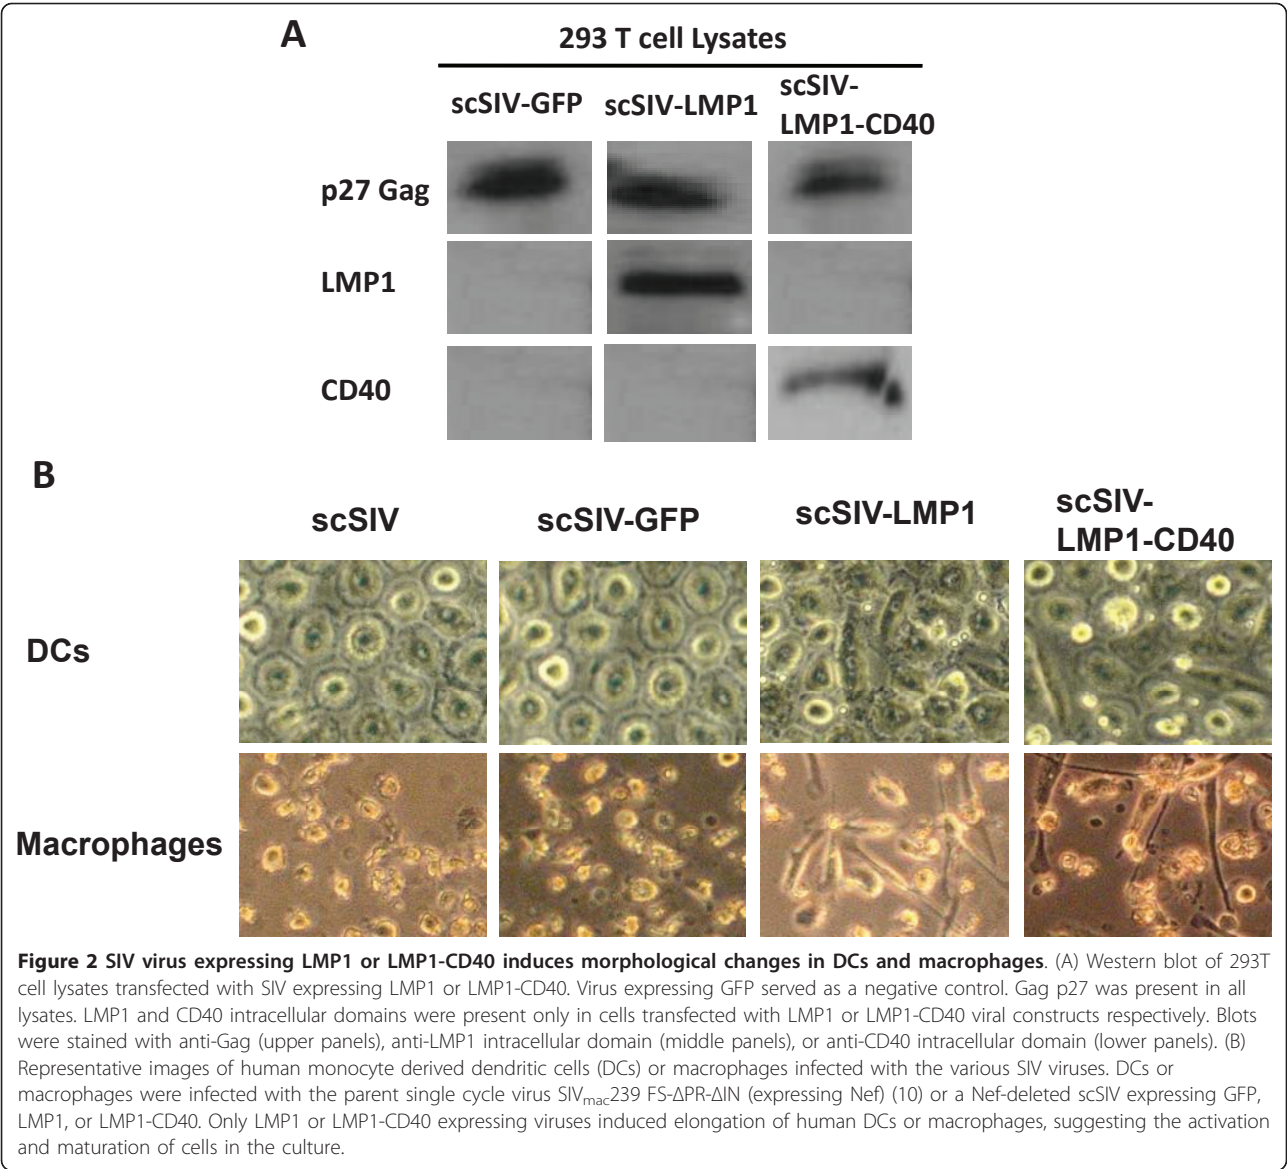 A
293 T cell Lysates
scSIV-GFP scSIV-LMP1 scSIV-
LMP1-CD40
p27 Gag
LMP1
CD40
B
scSIV scSIV-GFP scSIV-LMP1 scSIV-
LMP1-CD40
DCs
Macrophages
Figure 2 SIV virus expressing LMP1 or LMP1-CD40 induces morphological changes in DCs and macrophages. (A) Western blot of 293T
cell lysates transfected with SIV expressing LMP1 or LMP1-CD40. Virus expressing GFP served as a negative control. Gag p27 was present in all
lysates. LMP1 and CD40 intracellular domains were present only in cells transfected with LMP1 or LMP1-CD40 viral constructs respectively. Blots
were stained with anti-Gag (upper panels), anti-LMP1 intracellular domain (middle panels), or anti-CD40 intracellular domain (lower panels). (B)
Representative images of human monocyte derived dendritic cells (DCs) or macrophages infected with the various SIV viruses. DCs or
macrophages were infected with the parent single cycle virus SIVmac239 FS-ΔPR-ΔIN (expressing Nef) (10) or a Nef-deleted scSIV expressing GFP,
LMP1, or LMP1-CD40. Only LMP1 or LMP1-CD40 expressing viruses induced elongation of human DCs or macrophages, suggesting the activation
and maturation of cells in the culture.